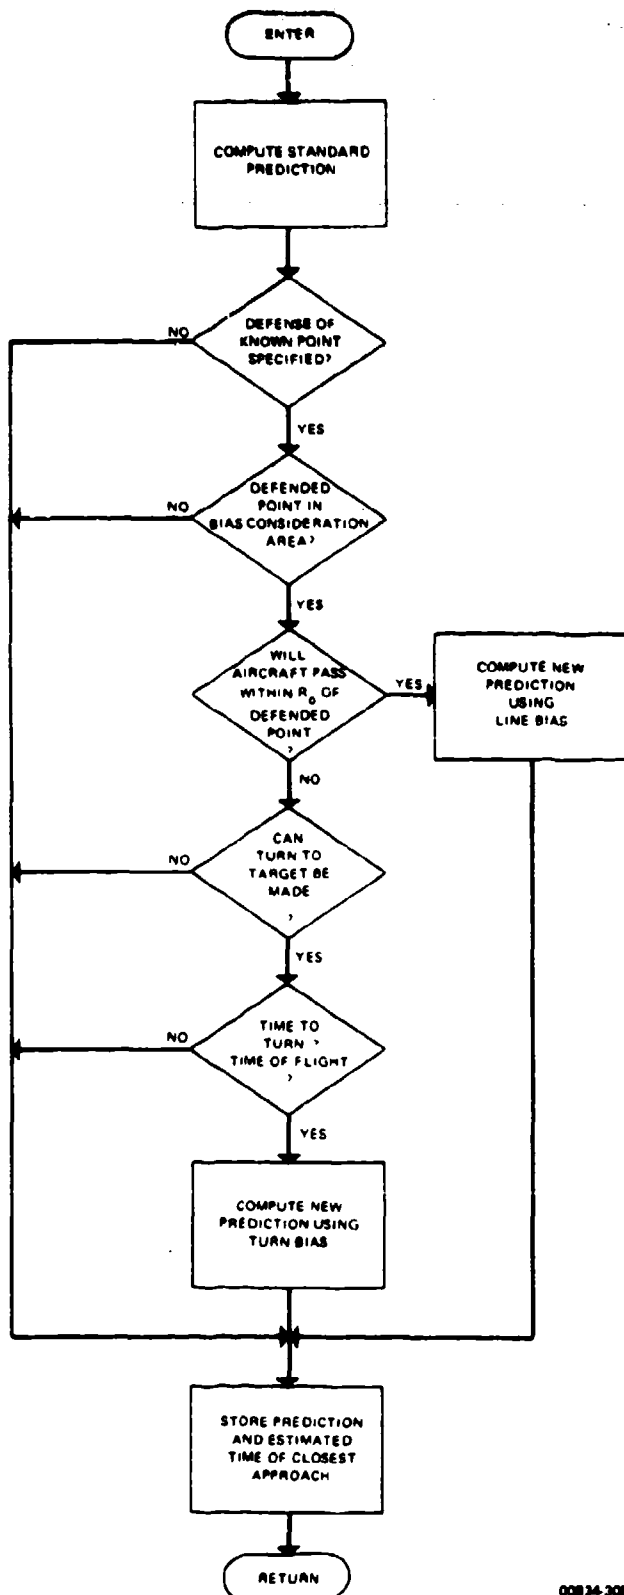 ENTER
COMPUTE STANDARD
PREDICTION
DEFENSE OF
KNOWN POINT
SPECIFIED?
NO
YES
DEFENDED
POINT IN
BIAS CONSIDERATION
AREA?
NO
YES
WILL
AIRCRAFT PASS
WITHIN R0 OF
DEFENDED
POINT
?
YES
COMPUTE NEW
PREDICTION
USING
LINE BIAS
NO
CAN
TURN TO
TARGET BE
MADE
?
NO
YES
TIME TO
TURN
TIME OF FLIGHT
?
NO
YES
COMPUTE NEW
PREDICTION USING
TURN BIAS
STORE PREDICTION
AND ESTIMATED
TIME OF CLOSEST
APPROACH
RETURN